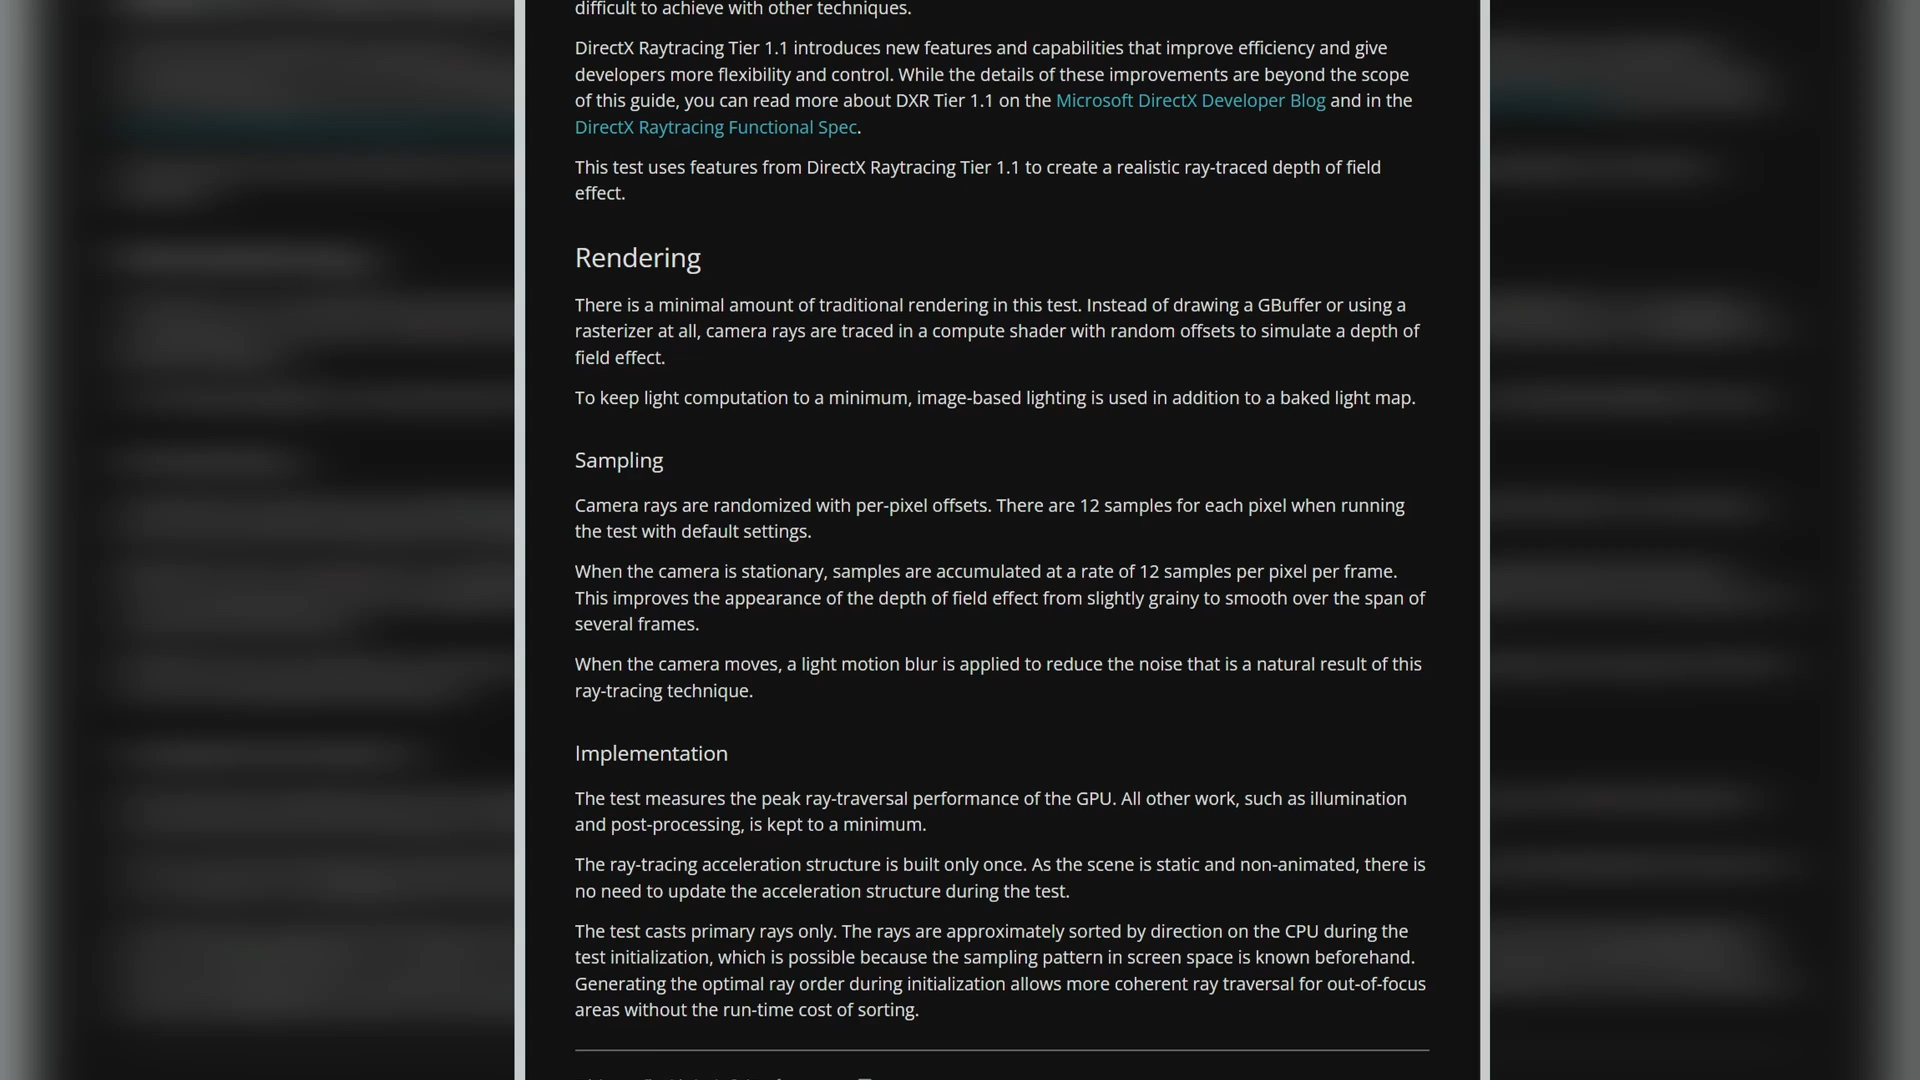 difficult to achieve with other techniques.
DirectX Raytracing Tier 1.1 introduces new features and capabilities that improve efficiency and give
developers more flexibility and control. While the details of these improvements are beyond the scope
of this guide, you can read more about DXR Tier 1.1 on the Microsoft DirectX Developer Blog and in the
DirectX Raytracing Functional Spec.
This test uses features from DirectX Raytracing Tier 1.1 to create a realistic ray-traced depth of field
effect.
Rendering
There is a minimal amount of traditional rendering in this test. Instead of drawing a GBuffer or using a
rasterizer at all, camera rays are traced in a compute shader with random offsets to simulate a depth of
field effect.
To keep light computation to a minimum, image-based lighting is used in addition to a baked light map.
Sampling
Camera rays are randomized with per-pixel offsets. There are 12 samples for each pixel when running
the test with default settings.
When the camera is stationary, samples are accumulated at a rate of 12 samples per pixel per frame.
This improves the appearance of the depth of field effect from slightly grainy to smooth over the span of
several frames.
When the camera moves, a light motion blur is applied to reduce the noise that is a natural result of this
ray-tracing technique.
Implementation
The test measures the peak ray-traversal performance of the GPU. All other work, such as illumination
and post-processing, is kept to a minimum.
The ray-tracing acceleration structure is built only once. As the scene is static and non-animated, there is
no need to update the acceleration structure during the test.
The test casts primary rays only. The rays are approximately sorted by direction on the CPU during the
test initialization, which is possible because the sampling pattern in screen space is known beforehand.
Generating the optimal ray order during initialization allows more coherent ray traversal for out-of-focus
areas without the run-time cost of sorting.